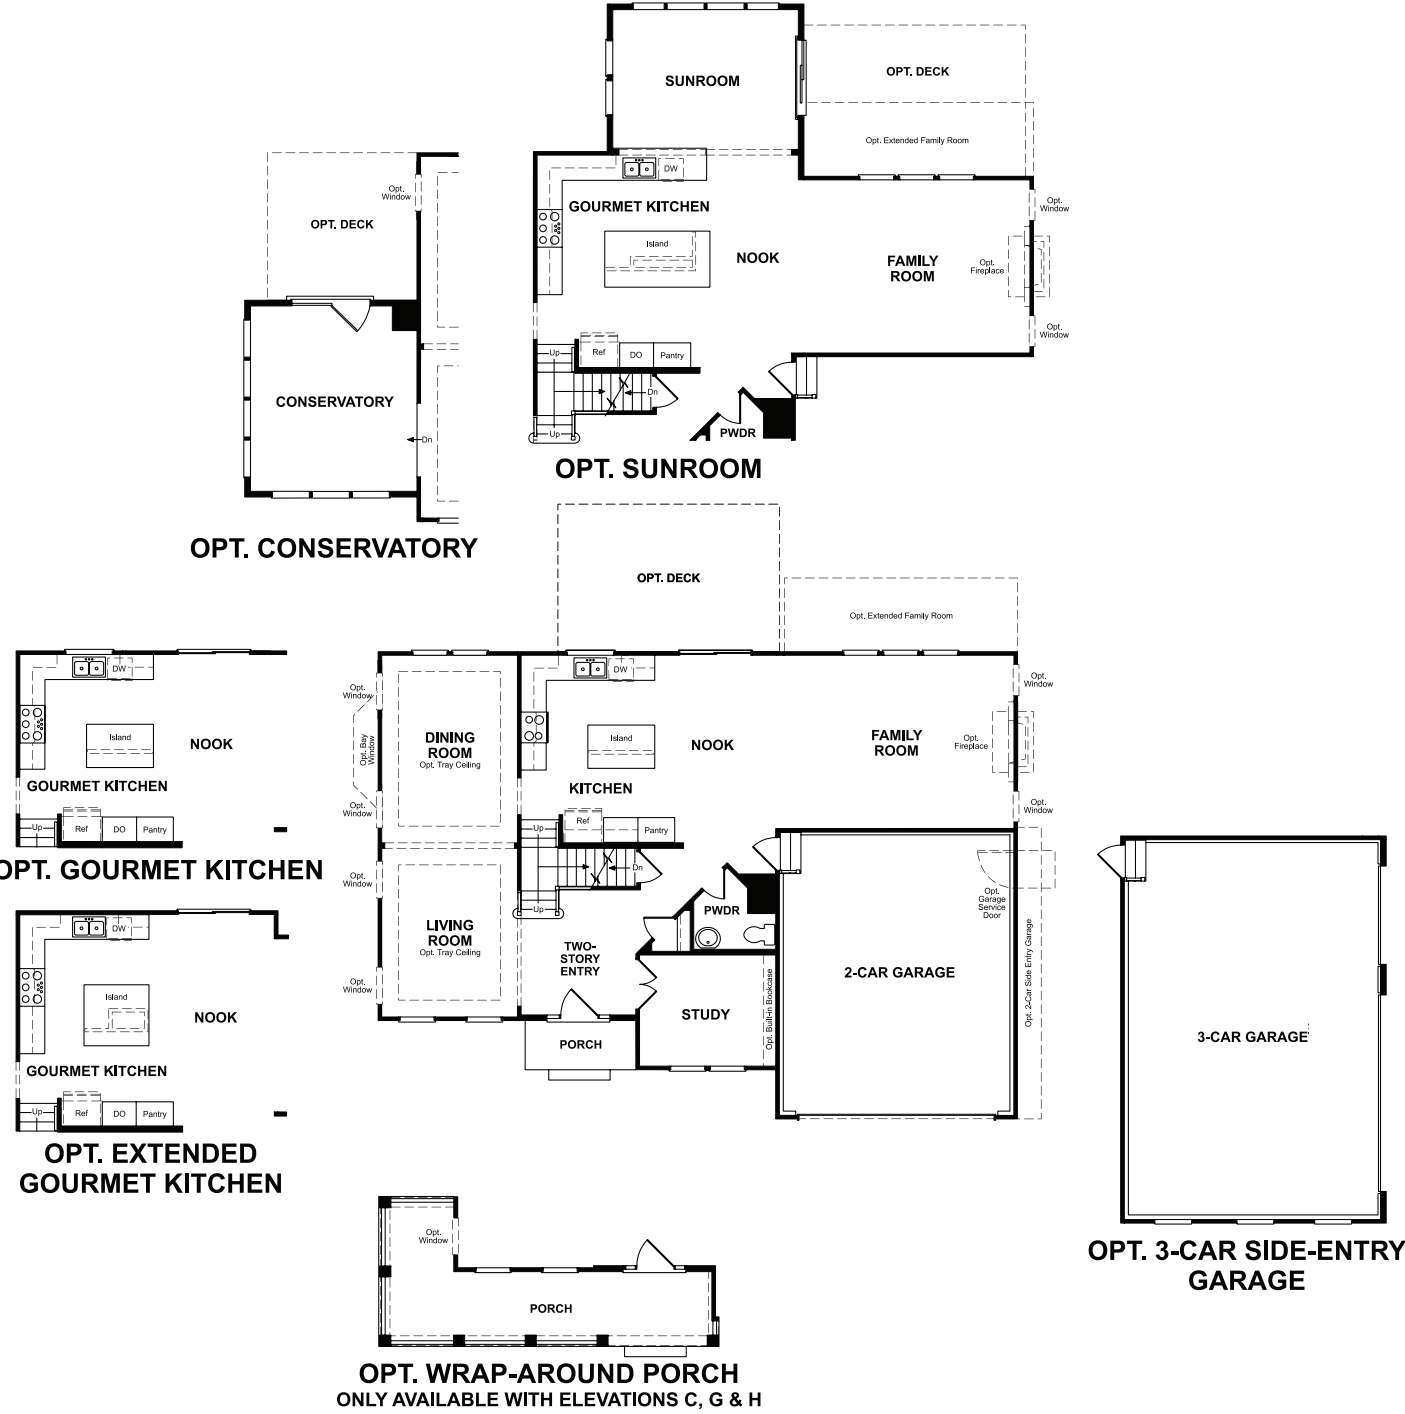 SUNROOM
OPT. DECK
Opt. Extended Family Room
DW
GOURMET KITCHEN
Island
NOOK
FAMILY
ROOM
Opt.
Fireplace
Opt.
Window
Opt.
Window
Up
Ref
DO
Pantry
Dn
Up
PWDR
OPT. SUNROOM
OPT. DECK
Opt.
Window
CONSERVATORY
Dn
OPT. CONSERVATORY
DW
Island
NOOK
GOURMET KITCHEN
Up
Ref
DO
Pantry
OPT. GOURMET KITCHEN
DW
Island
NOOK
GOURMET KITCHEN
Up
Ref
DO
Pantry
OPT. EXTENDED
GOURMET KITCHEN
OPT. DECK
Opt. Extended Family Room
Opt.
Window
Opt. Bay
Window
Opt.
Window
DINING
ROOM
Opt. Tray Ceiling
DW
Island
NOOK
KITCHEN
FAMILY
ROOM
Opt.
Fireplace
Opt.
Window
Opt.
Window
Up
Ref
Pantry
Dn
Up
Opt.
Window
LIVING
ROOM
Opt. Tray Ceiling
Opt.
Window
TWO-
STORY
ENTRY
PWDR
STUDY
Opt. Built-in Bookcase
PORCH
2-CAR GARAGE
Opt.
Garage
Service
Door
Opt. 2-Car Side Entry Garage
3-CAR GARAGE
OPT. 3-CAR SIDE-ENTRY
GARAGE
Opt.
Window
PORCH
OPT. WRAP-AROUND PORCH
ONLY AVAILABLE WITH ELEVATIONS C, G & H